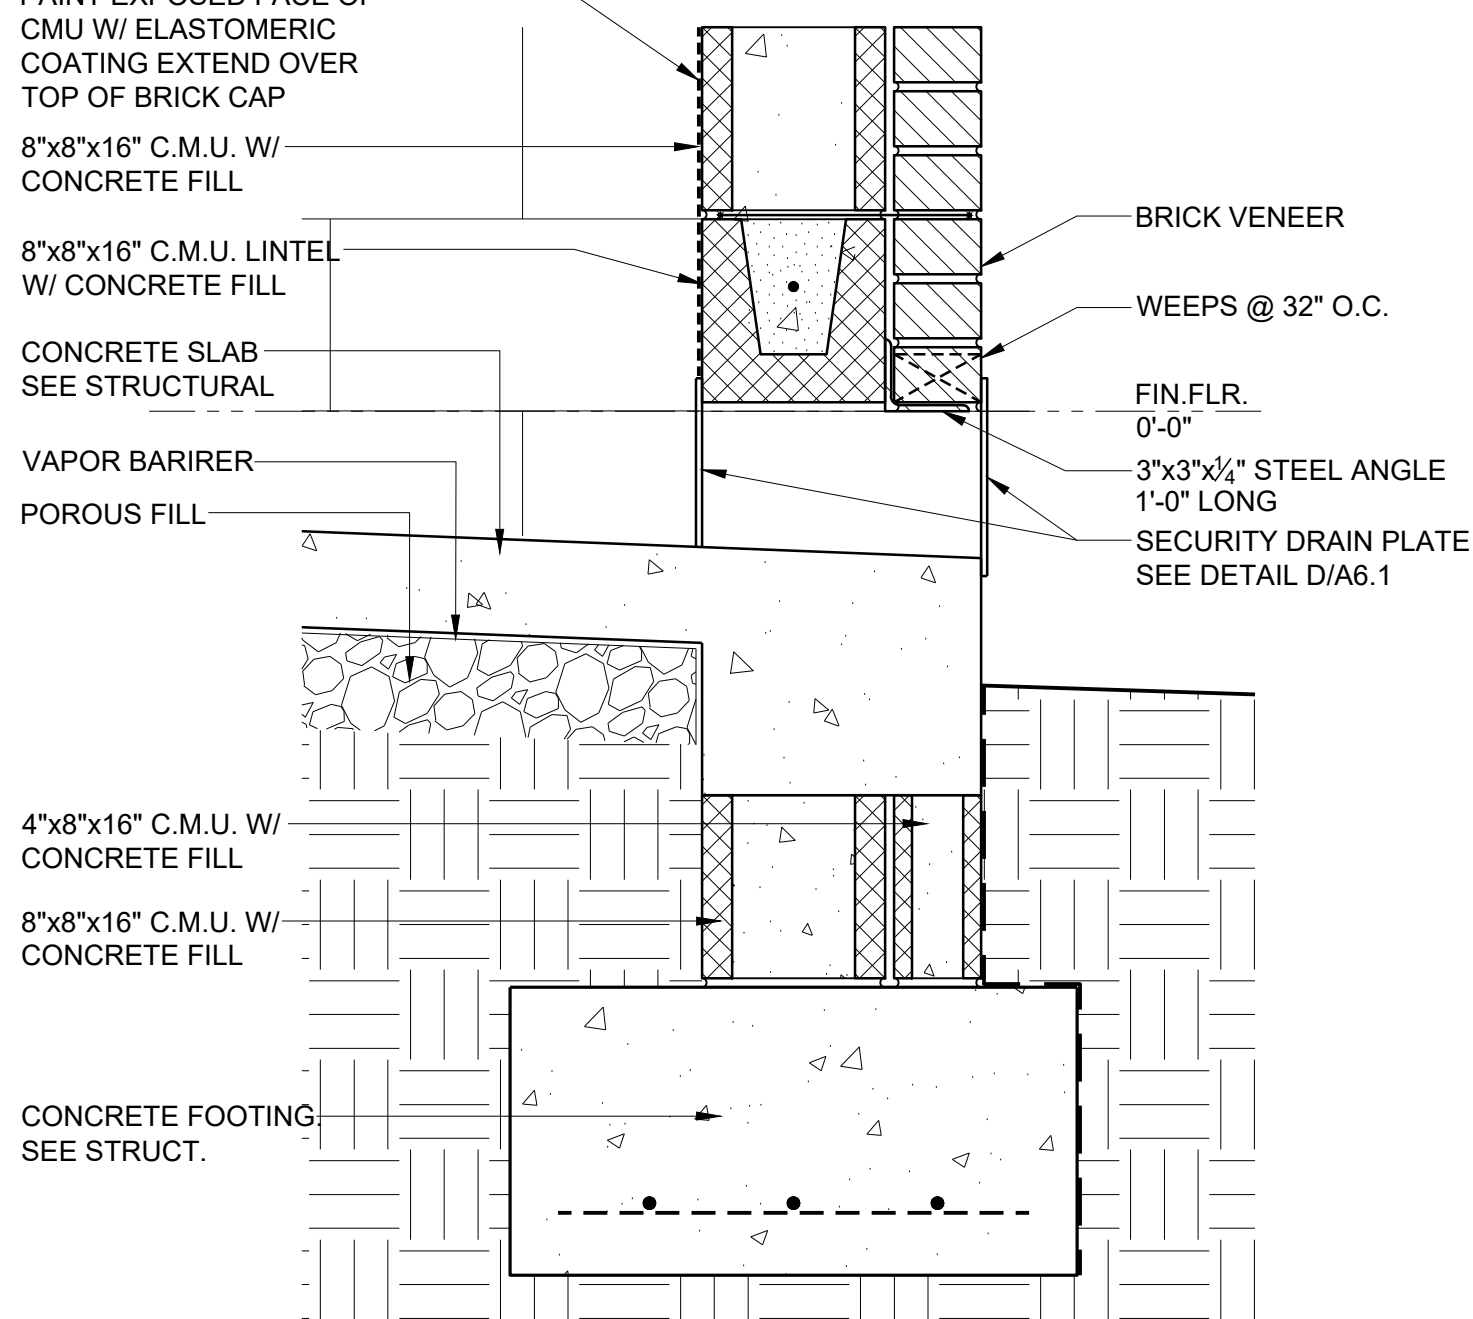 PAINT EXPOSED FACE OF
CMU W/ ELASTOMERIC
COATING EXTEND OVER
TOP OF BRICK CAP
8"x8"x16" C.M.U. W/
CONCRETE FILL
8"x8"x16" C.M.U. LINTEL
W/ CONCRETE FILL
CONCRETE SLAB
SEE STRUCTURAL
VAPOR BARIRER
POROUS FILL
4"x8"x16" C.M.U. W/
CONCRETE FILL
8"x8"x16" C.M.U. W/
CONCRETE FILL
CONCRETE FOOTING.
SEE STRUCT.
BRICK VENEER
WEEPS @ 32" O.C.
FIN.FLR.
0'-0"
3"x3"x¼" STEEL ANGLE
1'-0" LONG
SECURITY DRAIN PLATE
SEE DETAIL D/A6.1